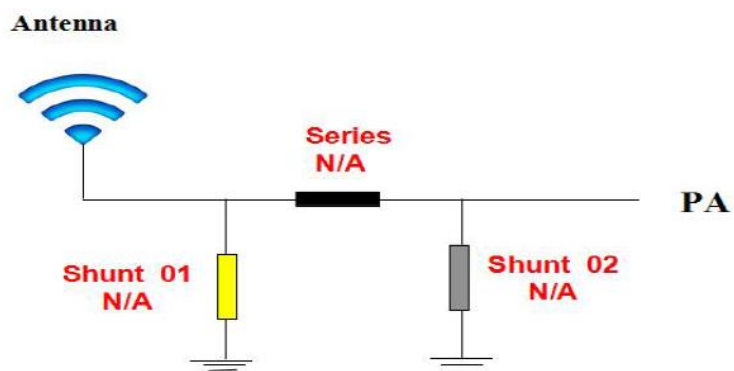 Antenna
Series
N/A
PA
Shunt 01
N/A
Shunt 02
N/A